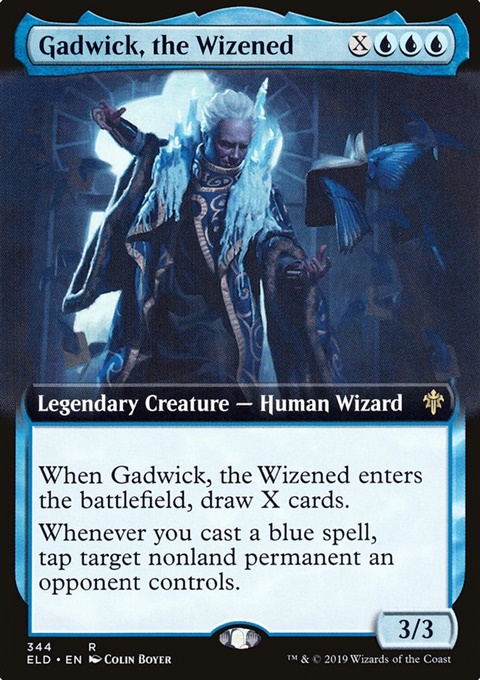 Gadwick, the Wizened X
Legendary Creature — Human Wizard
When Gadwick, the Wizened enters
the battlefield, draw X cards.
Whenever you cast a blue spell,
tap target nonland permanent an
opponent controls.
3/3
344 R
ELD • EN Colin Boyer
™ & © 2019 Wizards of the Coast